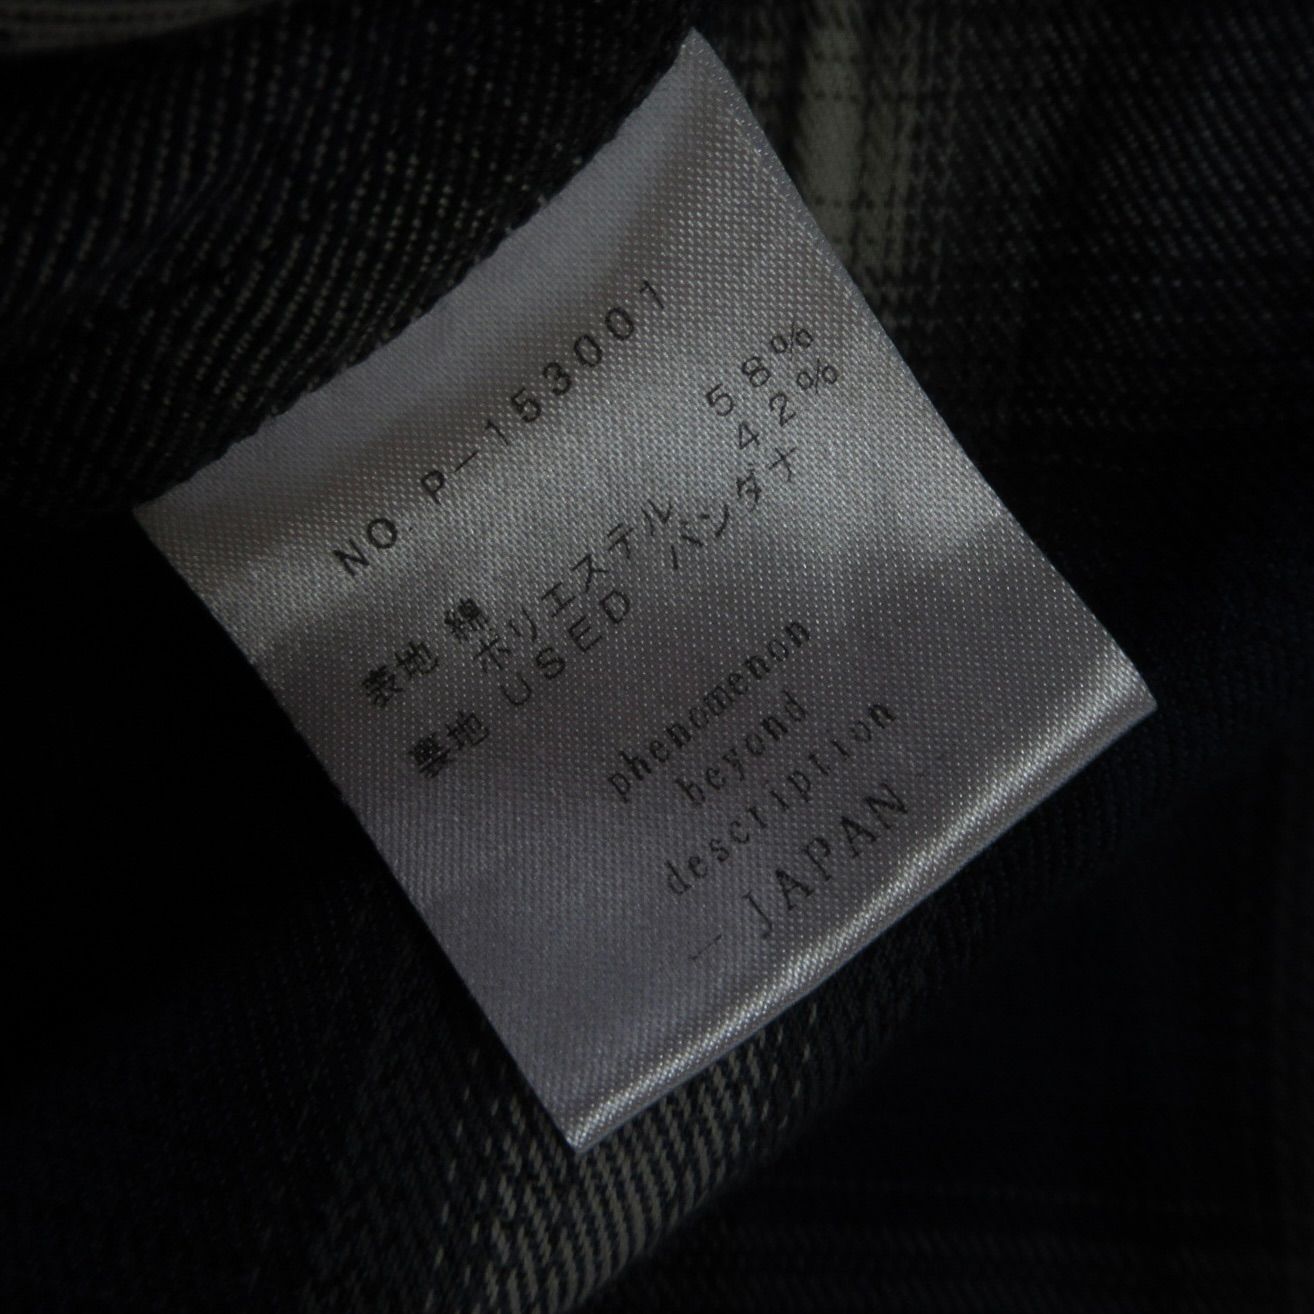 NO. P-153001
表地 綿 58%
ポリエステル 42%
裏地 USED バンダナ
phenomenon
beyond
description
- JAPAN